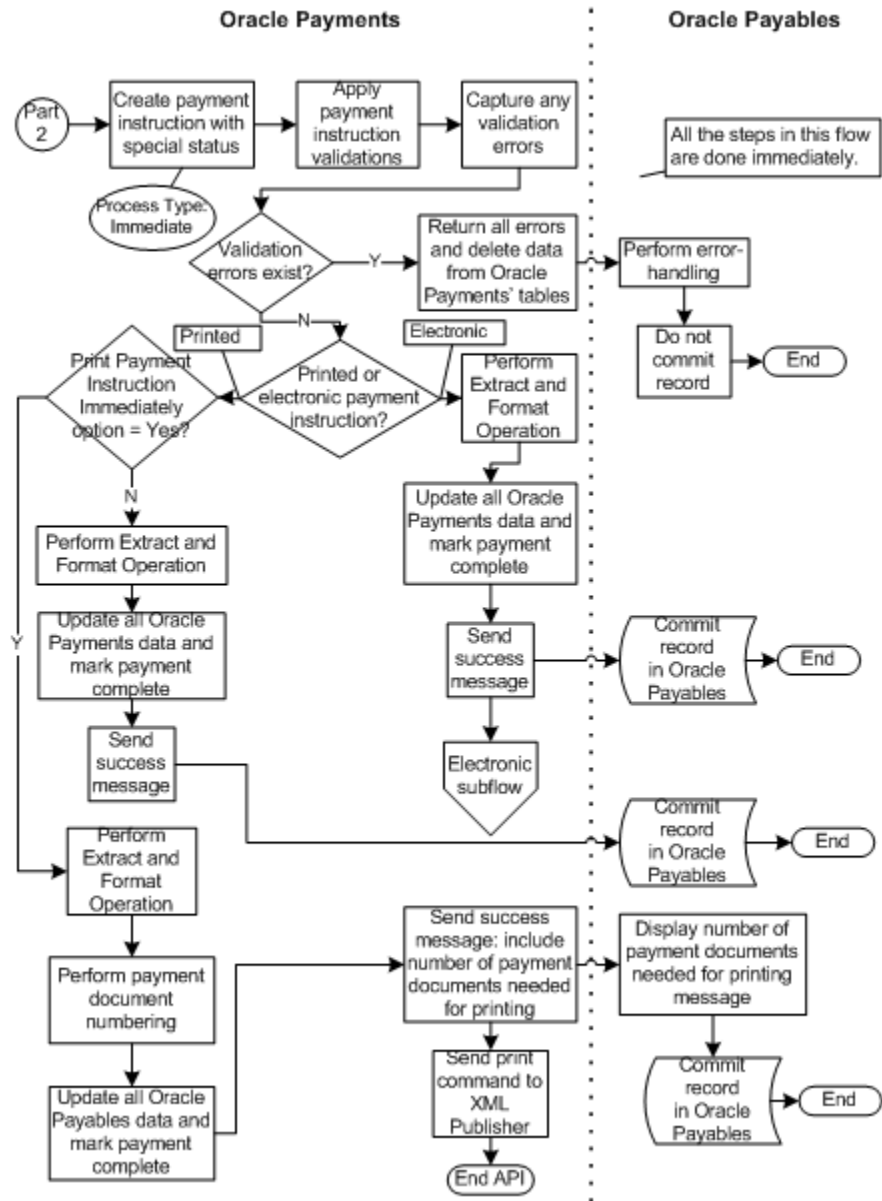 Oracle Payments
Oracle Payables
Part
2
Create payment
instruction with
special status
Apply
payment
instruction
validations
Capture any
validation
errors
All the steps in this flow
are done immediately.
Process Type:
Immediate
Validation
errors exist?
Y
Return all errors
and delete data
from Oracle
Payments' tables
Perform error-
handling
N
Printed
Electronic
Do not
commit
record
End
Print Payment
Instruction
Immediately
option = Yes?
Printed or
electronic payment
instruction?
Perform
Extract and
Format
Operation
N
Update all Oracle
Payments data and
mark payment
complete
Perform Extract and
Format Operation
Y
Update all Oracle
Payments data and
mark payment
complete
Send
success
message
Commit
record
in Oracle
Payables
End
Send
success
message
Electronic
subflow
Commit
record
in Oracle
Payables
End
Perform
Extract and
Format
Operation
Send success
message: include
number of payment
documents needed
for printing
Display number of
payment documents
needed for printing
message
Perform payment
document
numbering
Send print
command to
XML
Publisher
Commit
record
in Oracle
Payables
End
Update all Oracle
Payables data and
mark payment
complete
End API